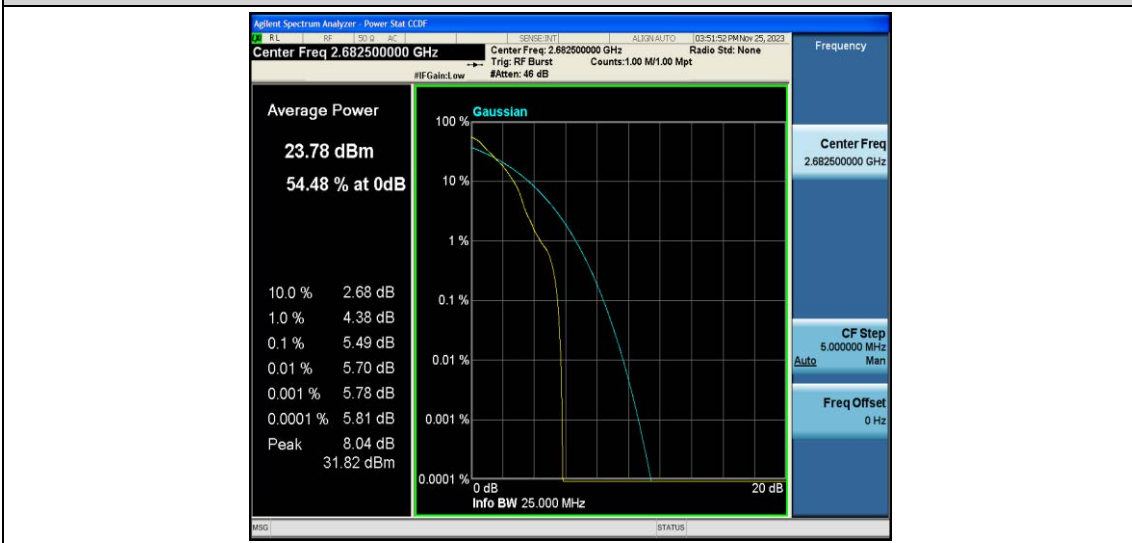 Agilent Spectrum Analyzer - Power Stat CCDF
LXI RL RF 50 Ω AC SENSE:INT ALIGN AUTO 03:51:52 PM Nov 25, 2023
Center Freq 2.682500000 GHz
Center Freq: 2.682500000 GHz Radio Std: None
Trig: RF Burst Counts:1.00 M/1.00 Mpt
#IFGain:Low #Atten: 46 dB
Average Power
23.78 dBm
54.48 % at 0dB
10.0 % 2.68 dB
1.0 % 4.38 dB
0.1 % 5.49 dB
0.01 % 5.70 dB
0.001 % 5.78 dB
0.0001 % 5.81 dB
Peak 8.04 dB
31.82 dBm
Gaussian
100 %
10 %
1 %
0.1 %
0.01 %
0.001 %
0.0001 %
0 dB 20 dB
Info BW 25.000 MHz
Frequency
Center Freq
2.682500000 GHz
CF Step
5.000000 MHz
Auto Man
Freq Offset
0 Hz
MSG STATUS